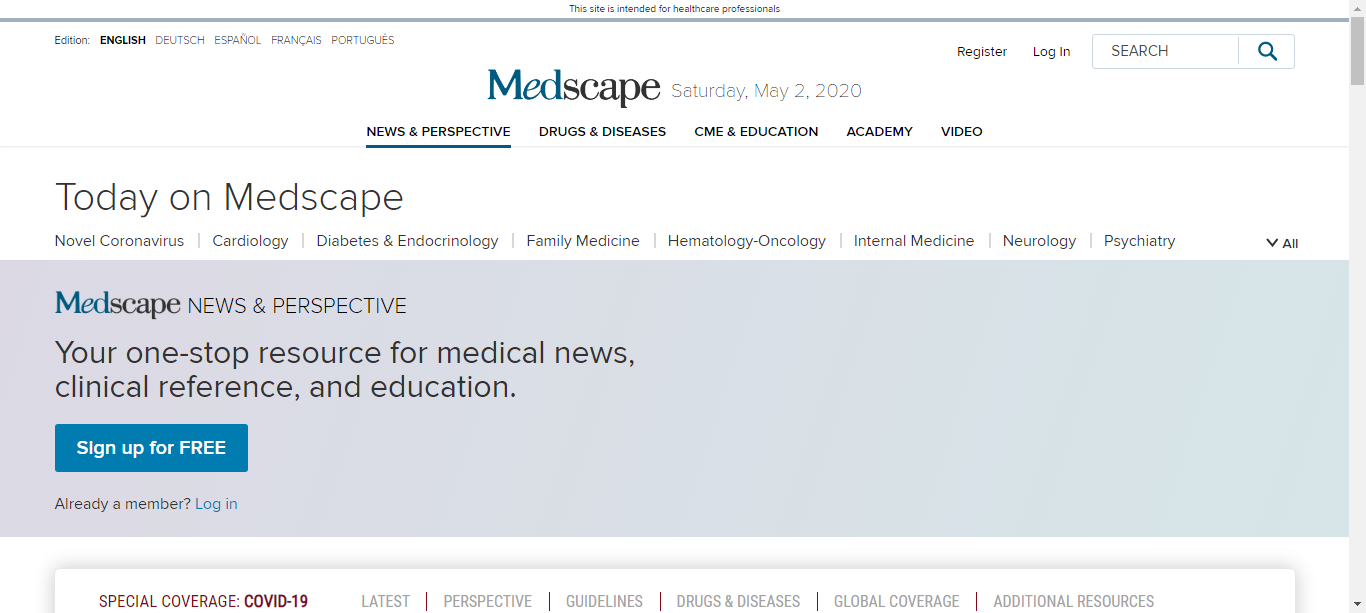 This site is intended for healthcare professionals
Edition: ENGLISH DEUTSCH ESPAÑOL FRANÇAIS PORTUGUÊS
Register Log In SEARCH
Medscape Saturday, May 2, 2020
NEWS & PERSPECTIVE DRUGS & DISEASES CME & EDUCATION ACADEMY VIDEO
Today on Medscape
Novel Coronavirus | Cardiology | Diabetes & Endocrinology | Family Medicine | Hematology-Oncology | Internal Medicine | Neurology | Psychiatry All
Medscape NEWS & PERSPECTIVE
Your one-stop resource for medical news,
clinical reference, and education.
Sign up for FREE
Already a member? Log in
SPECIAL COVERAGE: COVID-19 LATEST | PERSPECTIVE | GUIDELINES | DRUGS & DISEASES | GLOBAL COVERAGE | ADDITIONAL RESOURCES